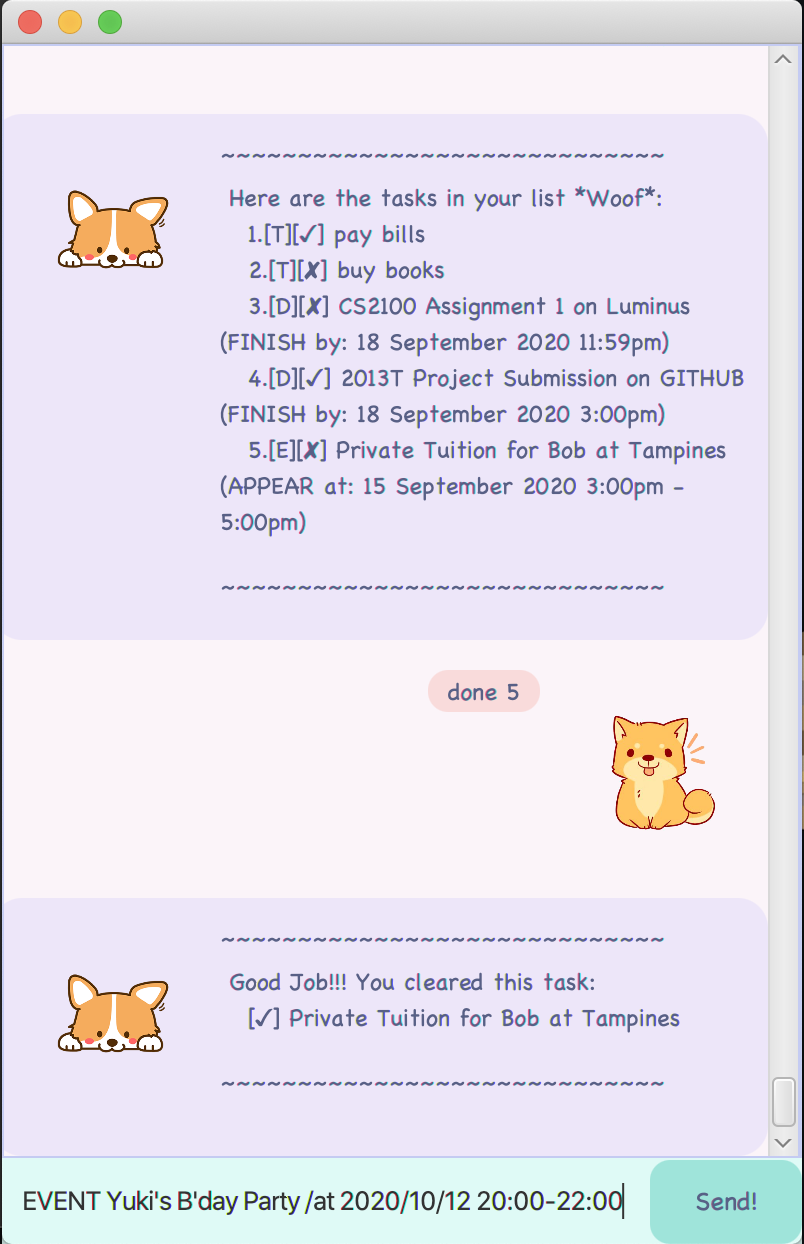 ~~~~~~~~~~~~~~~~~~~~~~~~~~~~~
Here are the tasks in your list *Woof*:
1.[T][✓] pay bills
2.[T][✘] buy books
3.[D][✘] CS2100 Assignment 1 on Luminus
(FINISH by: 18 September 2020 11:59pm)
4.[D][✓] 2013T Project Submission on GITHUB
(FINISH by: 18 September 2020 3:00pm)
5.[E][✘] Private Tuition for Bob at Tampines
(APPEAR at: 15 September 2020 3:00pm -
5:00pm)
~~~~~~~~~~~~~~~~~~~~~~~~~~~~~
done 5
~~~~~~~~~~~~~~~~~~~~~~~~~~~~~
Good Job!!! You cleared this task:
[✓] Private Tuition for Bob at Tampines
~~~~~~~~~~~~~~~~~~~~~~~~~~~~~
EVENT Yuki's B'day Party /at 2020/10/12 20:00-22:00
Send!